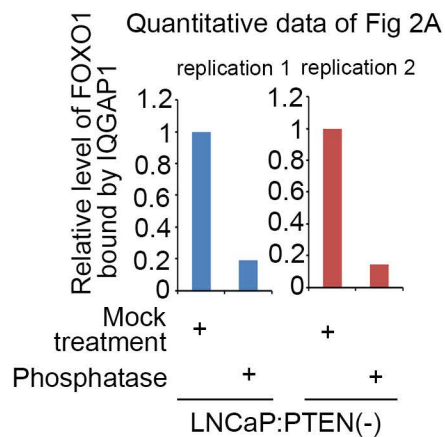 Quantitative data of Fig 2A
Relative level of FOXO1
bound by IQGAP1
replication 1
replication 2
1.2
1
0.8
0.6
0.4
0.2
0
1.2
1
0.8
0.6
0.4
0.2
0
Mock
treatment
+
+
Phosphatase
+
+
LNCaP:PTEN(-)